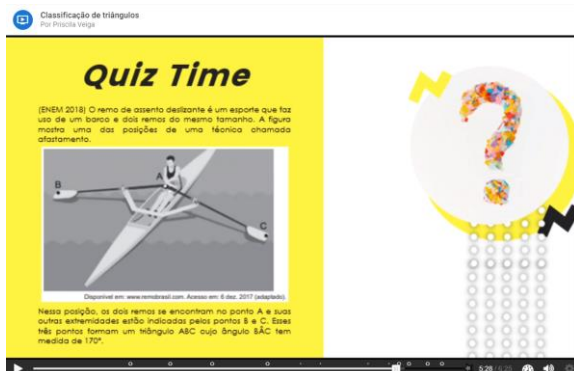 Classificação de triângulos
Por Priscila Veiga
Quiz Time
(ENEM 2018) O remo de assento deslizante é um esporte que faz
uso de um barco e dois remos do mesmo tamanho. A figura
mostra uma das posições de uma técnica chamada
afastamento.
A
B
C
Disponível em: www.remobrasil.com. Acesso em: 6 dez. 2017 (adaptado).
Nessa posição, os dois remos se encontram no ponto A e suas
outras extremidades estão indicadas pelos pontos B e C. Esses
três pontos formam um triângulo ABC cujo ângulo BÂC tem
medida de 170°.
5:28 / 6:25